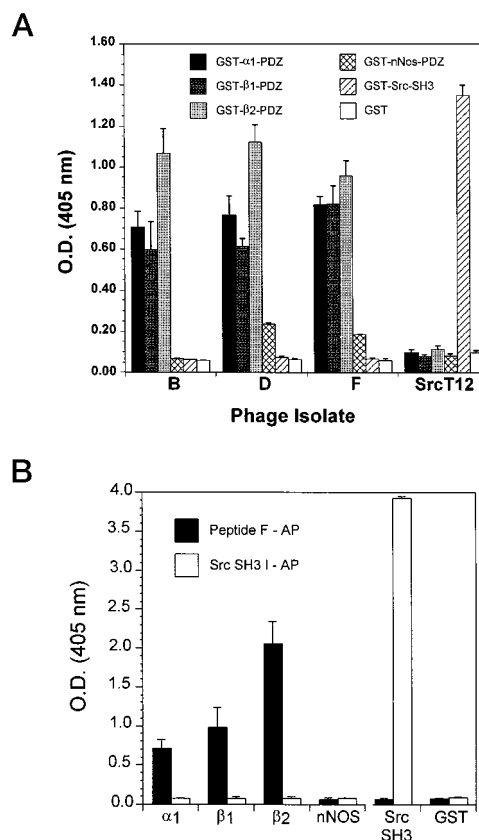 A
1.60
1.40
1.20
1.00
0.80
0.60
0.40
0.20
0.00
O.D. (405 nm)
GST-α1-PDZ
GST-β1-PDZ
GST-β2-PDZ
GST-nNos-PDZ
GST-Src-SH3
GST
B
D
F
SrcT12
Phage Isolate
B
4.0
3.5
3.0
2.5
2.0
1.5
1.0
0.5
0.0
O.D. (405 nm)
Peptide F - AP
Src SH3 I - AP
α1
β1
β2
nNOS
Src
SH3
GST